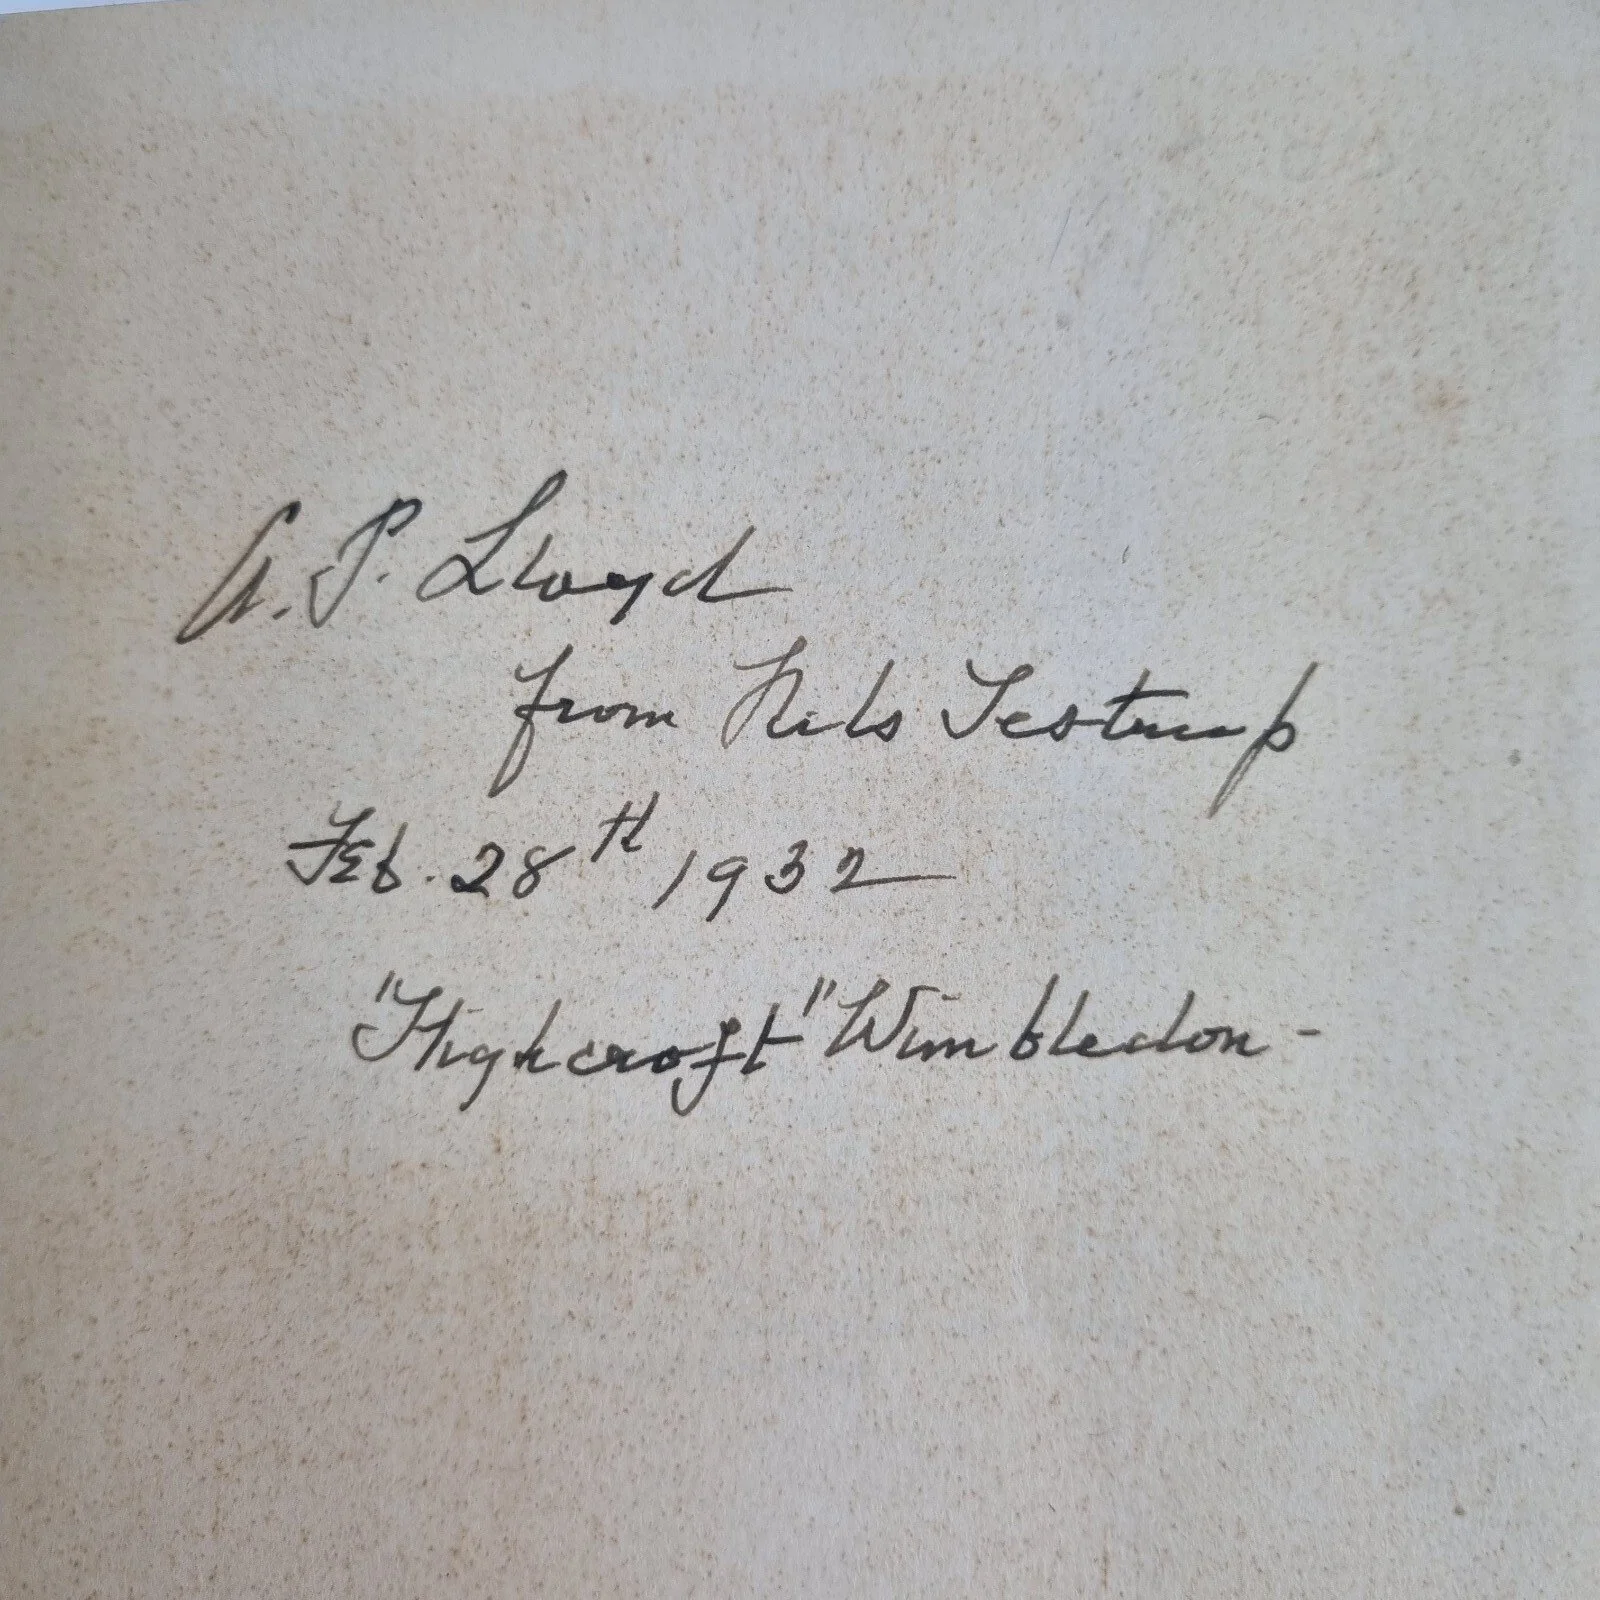 A. P. Lloyd
from Nils Testrup
Feb. 28th 1932
"Highcroft" Wimbledon -